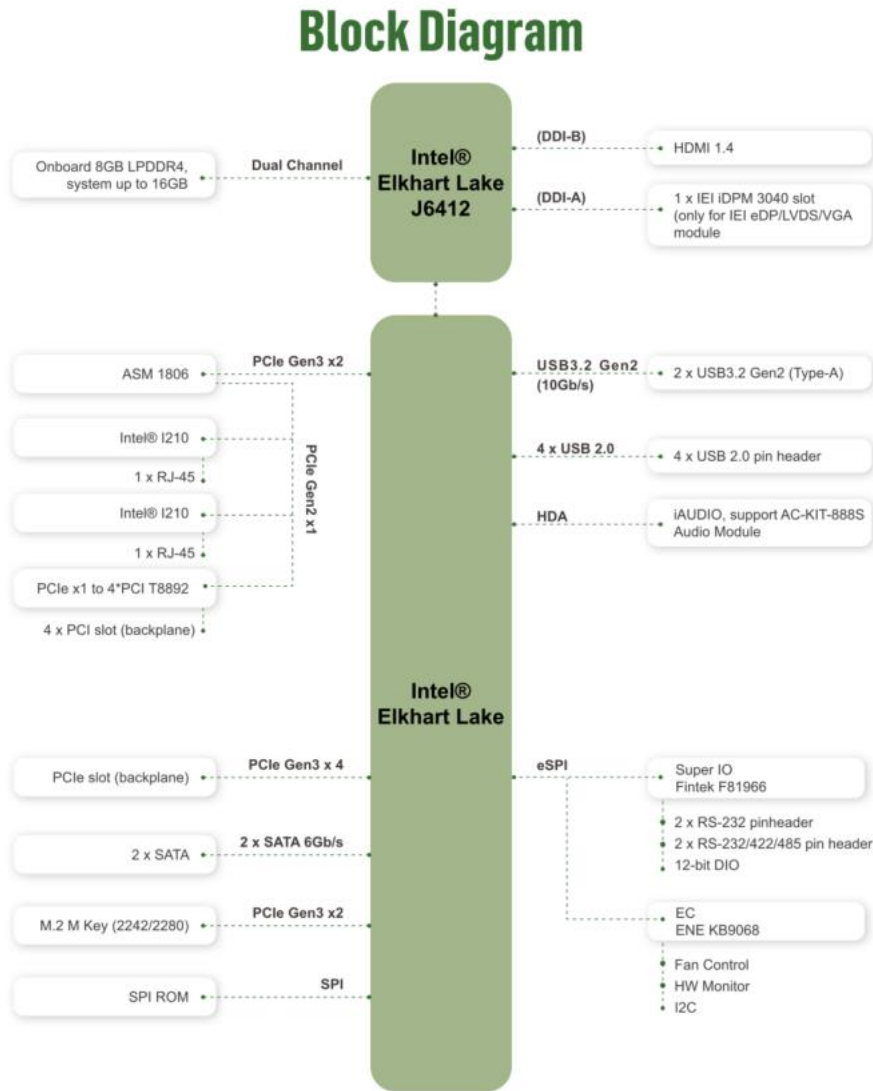 Block Diagram
Intel®
Elkhart Lake
J6412
Onboard 8GB LPDDR4,
system up to 16GB
Dual Channel
(DDI-B)
HDMI 1.4
(DDI-A)
1 x IEI iDPM 3040 slot
(only for IEI eDP/LVDS/VGA
module
ASM 1806
PCIe Gen3 x2
Intel® I210
1 x RJ-45
Intel® I210
1 x RJ-45
PCIe x1 to 4*PCI T8892
4 x PCI slot (backplane)
PCIe Gen2 x1
USB3.2 Gen2
(10Gb/s)
2 x USB3.2 Gen2 (Type-A)
4 x USB 2.0
4 x USB 2.0 pin header
HDA
iAUDIO, support AC-KIT-888S
Audio Module
Intel®
Elkhart Lake
PCIe slot (backplane)
PCIe Gen3 x 4
2 x SATA
2 x SATA 6Gb/s
M.2 M Key (2242/2280)
PCIe Gen3 x2
SPI ROM
SPI
eSPI
Super IO
Fintek F81966
2 x RS-232 pinheader
2 x RS-232/422/485 pin header
12-bit DIO
EC
ENE KB9068
Fan Control
HW Monitor
I2C